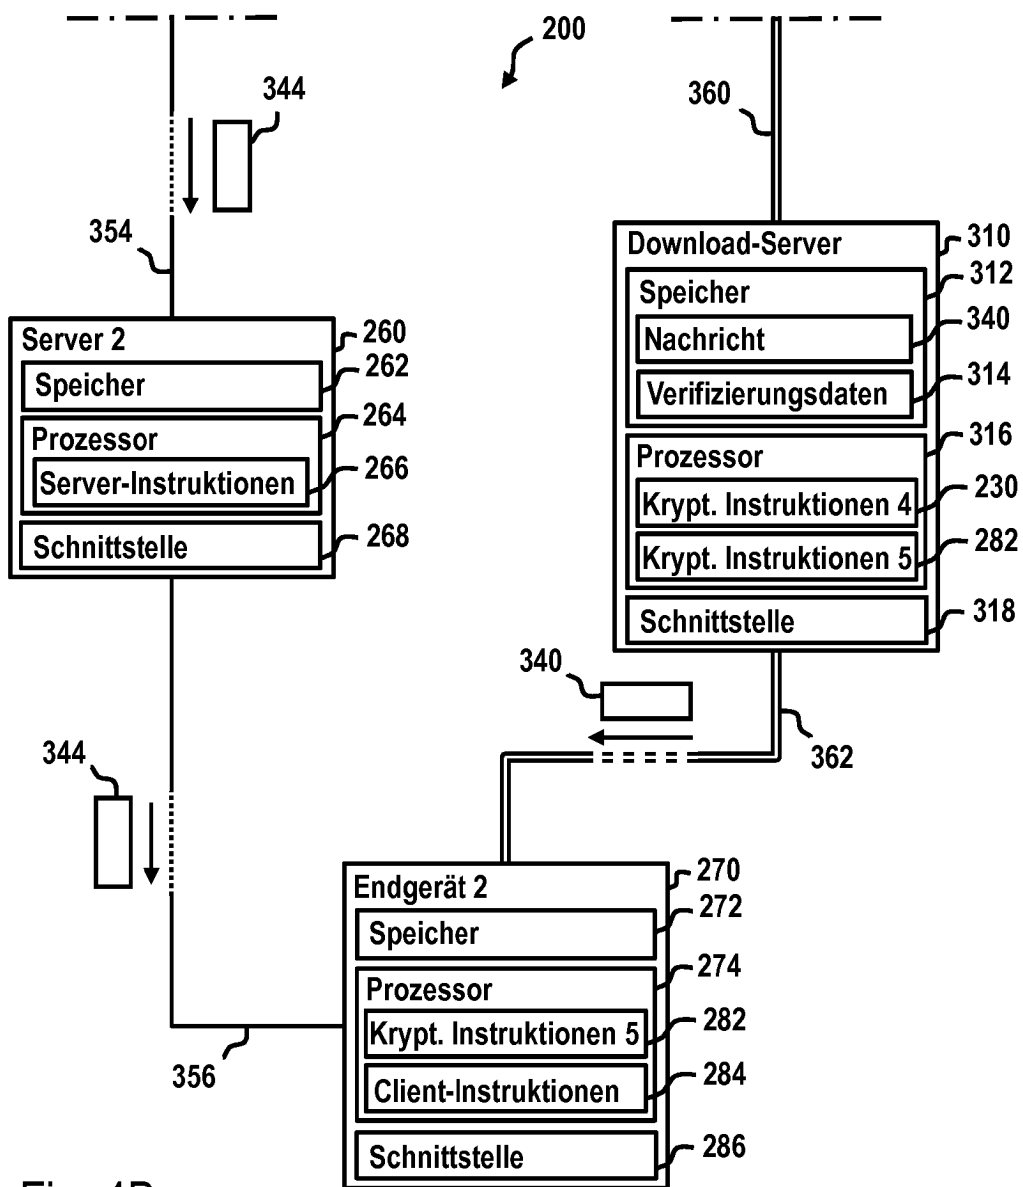 200
344
360
354
Download-Server
310
Speicher
312
Nachricht
340
Verifizierungsdaten
314
Prozessor
316
Krypt. Instruktionen 4
230
Krypt. Instruktionen 5
282
Schnittstelle
318
Server 2
260
Speicher
262
Prozessor
264
Server-Instruktionen
266
Schnittstelle
268
340
362
344
Endgerät 2
270
Speicher
272
Prozessor
274
Krypt. Instruktionen 5
282
Client-Instruktionen
284
Schnittstelle
286
356